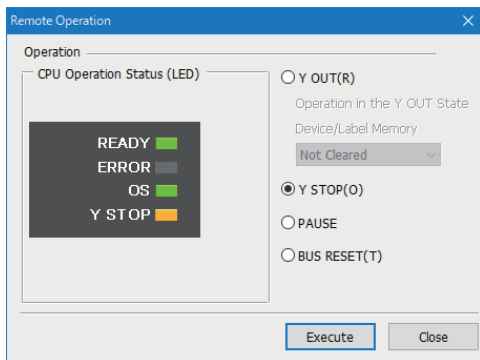 Remote Operation
Operation
CPU Operation Status (LED)
READY
ERROR
OS
Y STOP
Y OUT(R)
Operation in the Y OUT State
Device/Label Memory
Not Cleared
Y STOP(O)
PAUSE
BUS RESET(T)
Execute
Close